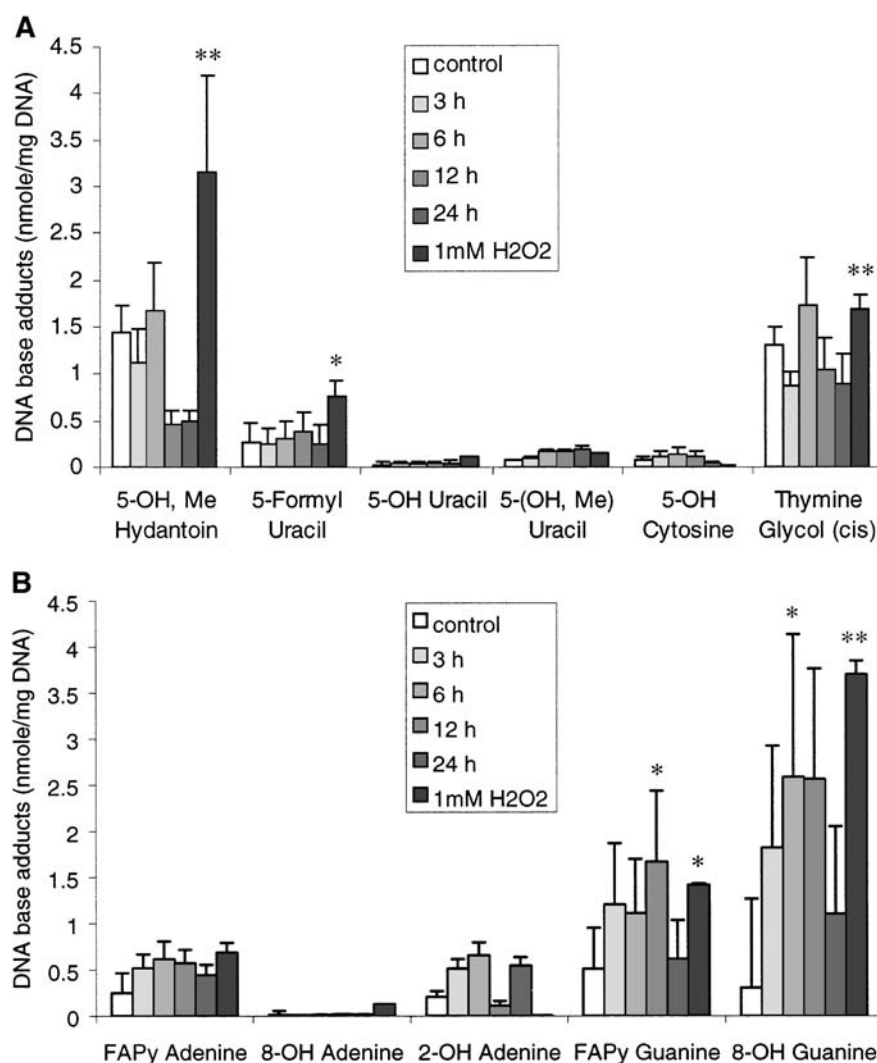 A
DNA base adducts (nmole/mg DNA)
4.5
4
3.5
3
2.5
2
1.5
1
0.5
0
**
*
**
control
3 h
6 h
12 h
24 h
1mM H2O2
5-OH, Me
Hydantoin
5-Formyl
Uracil
5-OH Uracil
5-(OH, Me)
Uracil
5-OH
Cytosine
Thymine
Glycol (cis)
B
DNA base adducts (nmole/mg DNA)
4.5
4
3.5
3
2.5
2
1.5
1
0.5
0
control
3 h
6 h
12 h
24 h
1mM H2O2
*
*
*
**
FAPy Adenine
8-OH Adenine
2-OH Adenine
FAPy Guanine
8-OH Guanine